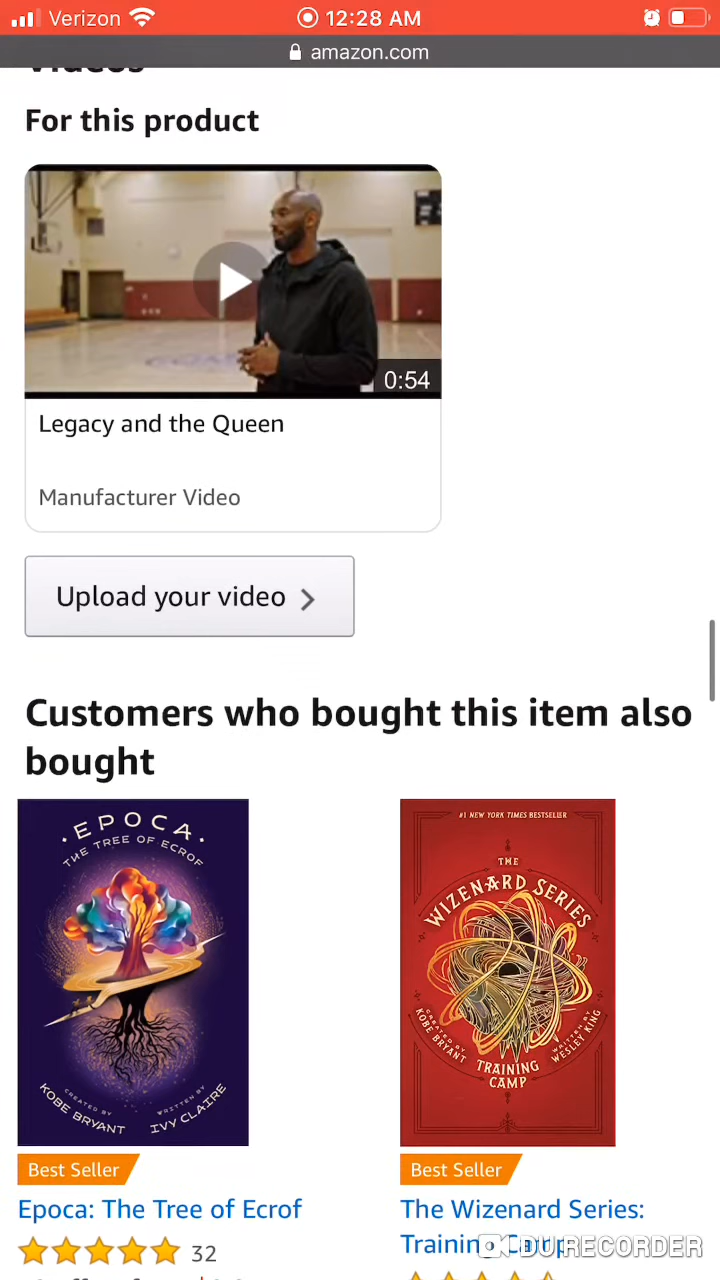 Verizon 12:28 AM
amazon.com
Videos
For this product
0:54
Legacy and the Queen
Manufacturer Video
Upload your video
Customers who bought this item also
bought
EPOCA
THE TREE OF ECROF
CREATED BY
KOBE BRYANT
WRITTEN BY
IVY CLAIRE
#1 NEW YORK TIMES BESTSELLER
THE
WIZENARD SERIES
CREATED BY
KOBE BRYANT
TRAINING
CAMP
WRITTEN BY
WESLEY KING
Best Seller
Best Seller
Epoca: The Tree of Ecrof
The Wizenard Series:
Training Camp
32
DU RECORDER